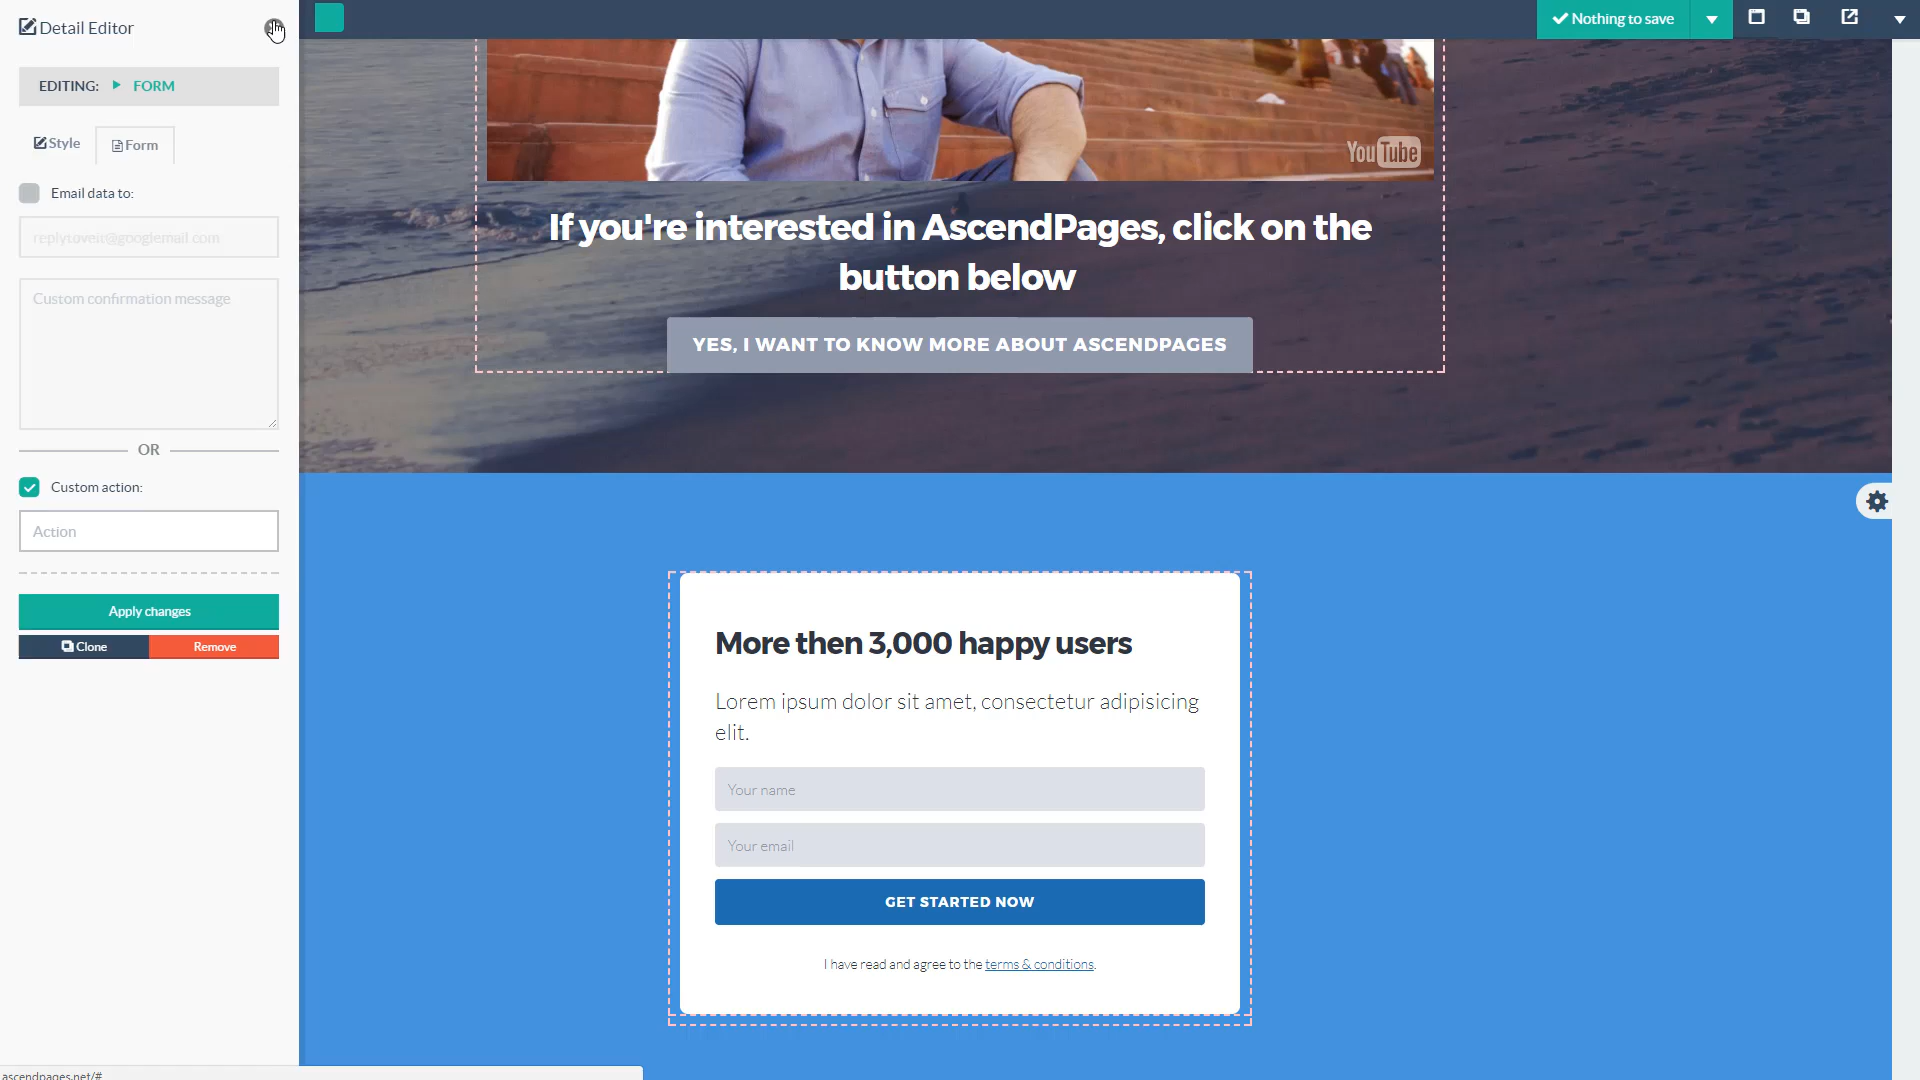 Detail Editor
Nothing to save
EDITING: FORM
Style Form
Email data to:
Custom confirmation message
OR
Custom action:
Action
Apply changes
Clone Remove
YouTube
If you're interested in AscendPages, click on the
button below
YES, I WANT TO KNOW MORE ABOUT ASCENDPAGES
More then 3,000 happy users
Lorem ipsum dolor sit amet, consectetur adipisicing
elit.
Your name
Your email
GET STARTED NOW
I have read and agree to the terms & conditions.
ascendpages.net/#